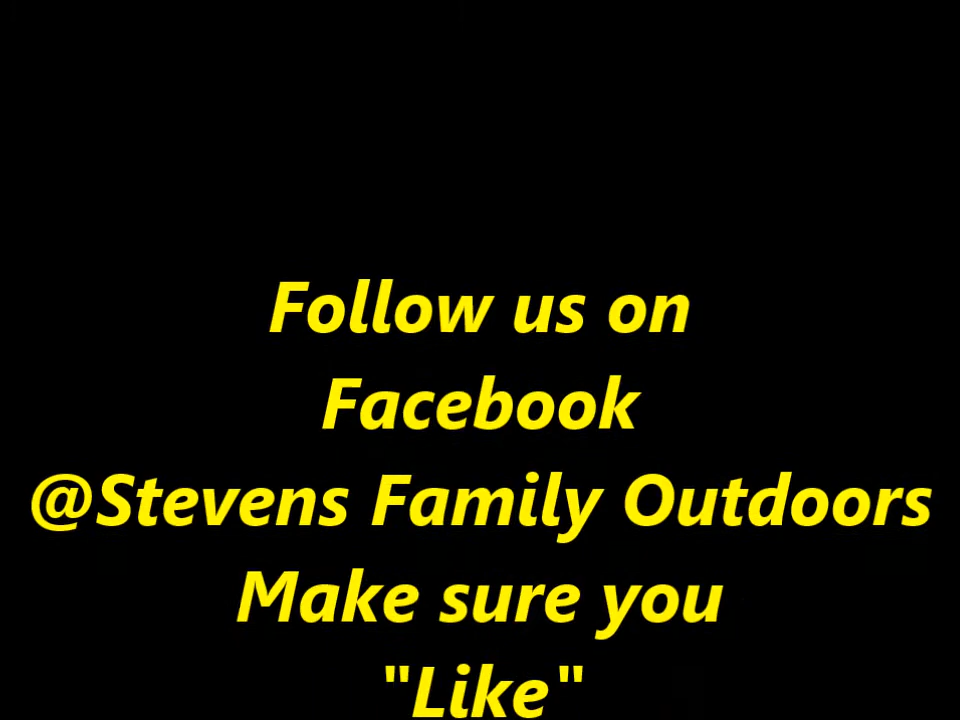 Follow us on
Facebook
@Stevens Family Outdoors
Make sure you
"Like"